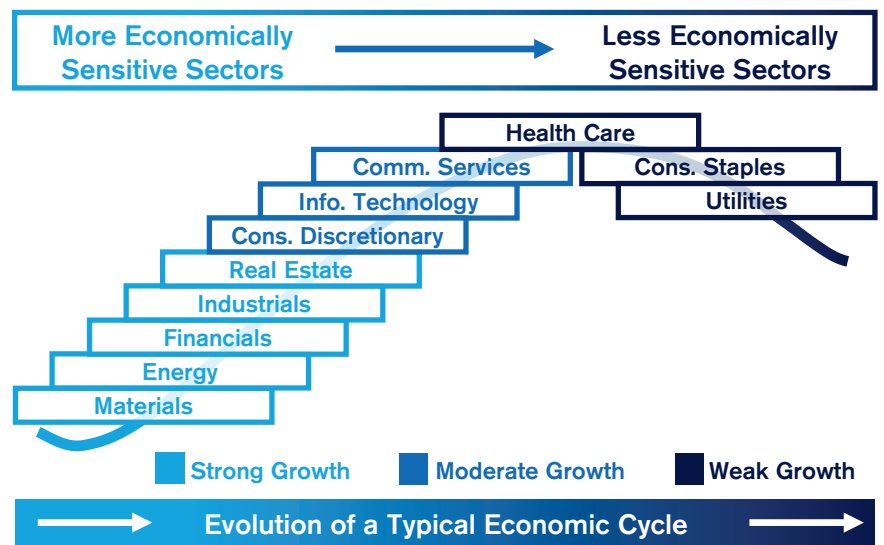 More Economically
Sensitive Sectors
Less Economically
Sensitive Sectors
Health Care
Comm. Services
Cons. Staples
Info. Technology
Utilities
Cons. Discretionary
Real Estate
Industrials
Financials
Energy
Materials
Strong Growth
Moderate Growth
Weak Growth
Evolution of a Typical Economic Cycle